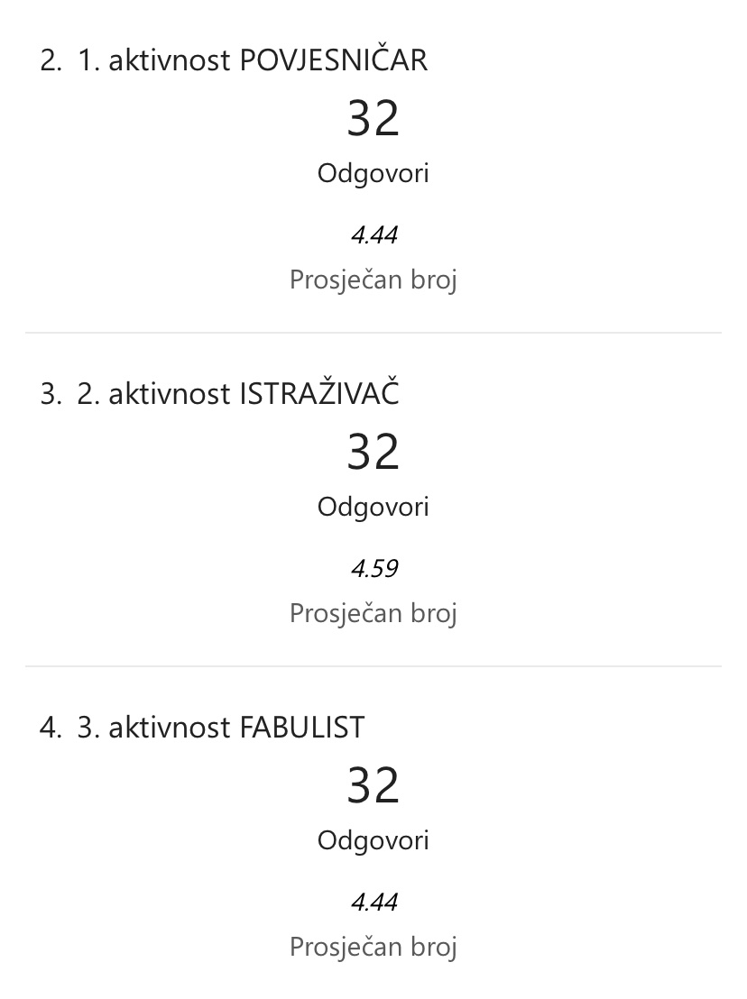 2. 1. aktivnost POVJESNIČAR
32
Odgovori
4.44
Prosječan broj
3. 2. aktivnost ISTRAŽIVAČ
32
Odgovori
4.59
Prosječan broj
4. 3. aktivnost FABULIST
32
Odgovori
4.44
Prosječan broj